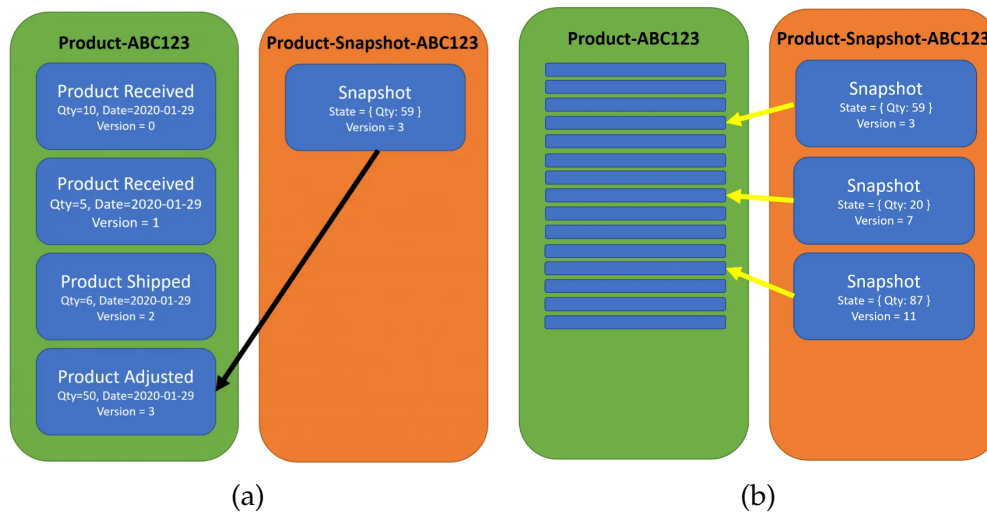 Product-ABC123
Product Received
Qty=10, Date=2020-01-29
Version = 0
Product Received
Qty=5, Date=2020-01-29
Version = 1
Product Shipped
Qty=6, Date=2020-01-29
Version = 2
Product Adjusted
Qty=50, Date=2020-01-29
Version = 3
Product-Snapshot-ABC123
Snapshot
State = { Qty: 59 }
Version = 3
(a)
Product-ABC123
Product-Snapshot-ABC123
Snapshot
State = { Qty: 59 }
Version = 3
Snapshot
State = { Qty: 20 }
Version = 7
Snapshot
State = { Qty: 87 }
Version = 11
(b)